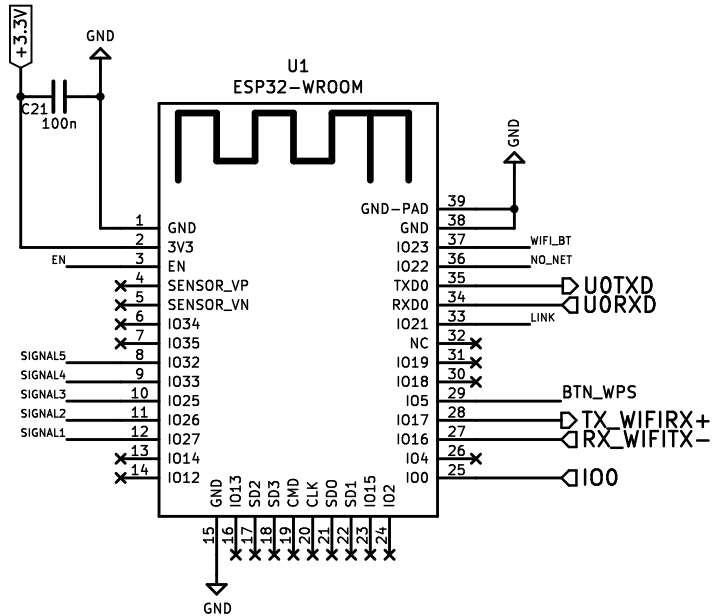 +3.3V
GND
C21
100n
U1
ESP32-WROOM
GND
1 GND
2 3V3
EN 3 EN
4 SENSOR_VP
5 SENSOR_VN
6 IO34
7 IO35
SIGNAL5 8 IO32
SIGNAL4 9 IO33
SIGNAL3 10 IO25
SIGNAL2 11 IO26
SIGNAL1 12 IO27
13 IO14
14 IO12
GND-PAD 39
GND 38
IO23 37 WIFI_BT
IO22 36 NO_NET
TXD0 35 U0TXD
RXD0 34 U0RXD
IO21 33 LINK
NC 32
IO19 31
IO18 30
IO5 29 BTN_WPS
IO17 28 TX_WIFIRX+
IO16 27 RX_WIFITX-
IO4 26
IO0 25 IO0
GND 15
IO13 16
SD2 17
SD3 18
CMD 19
CLK 20
SD0 21
SD1 22
IO15 23
IO2 24
GND